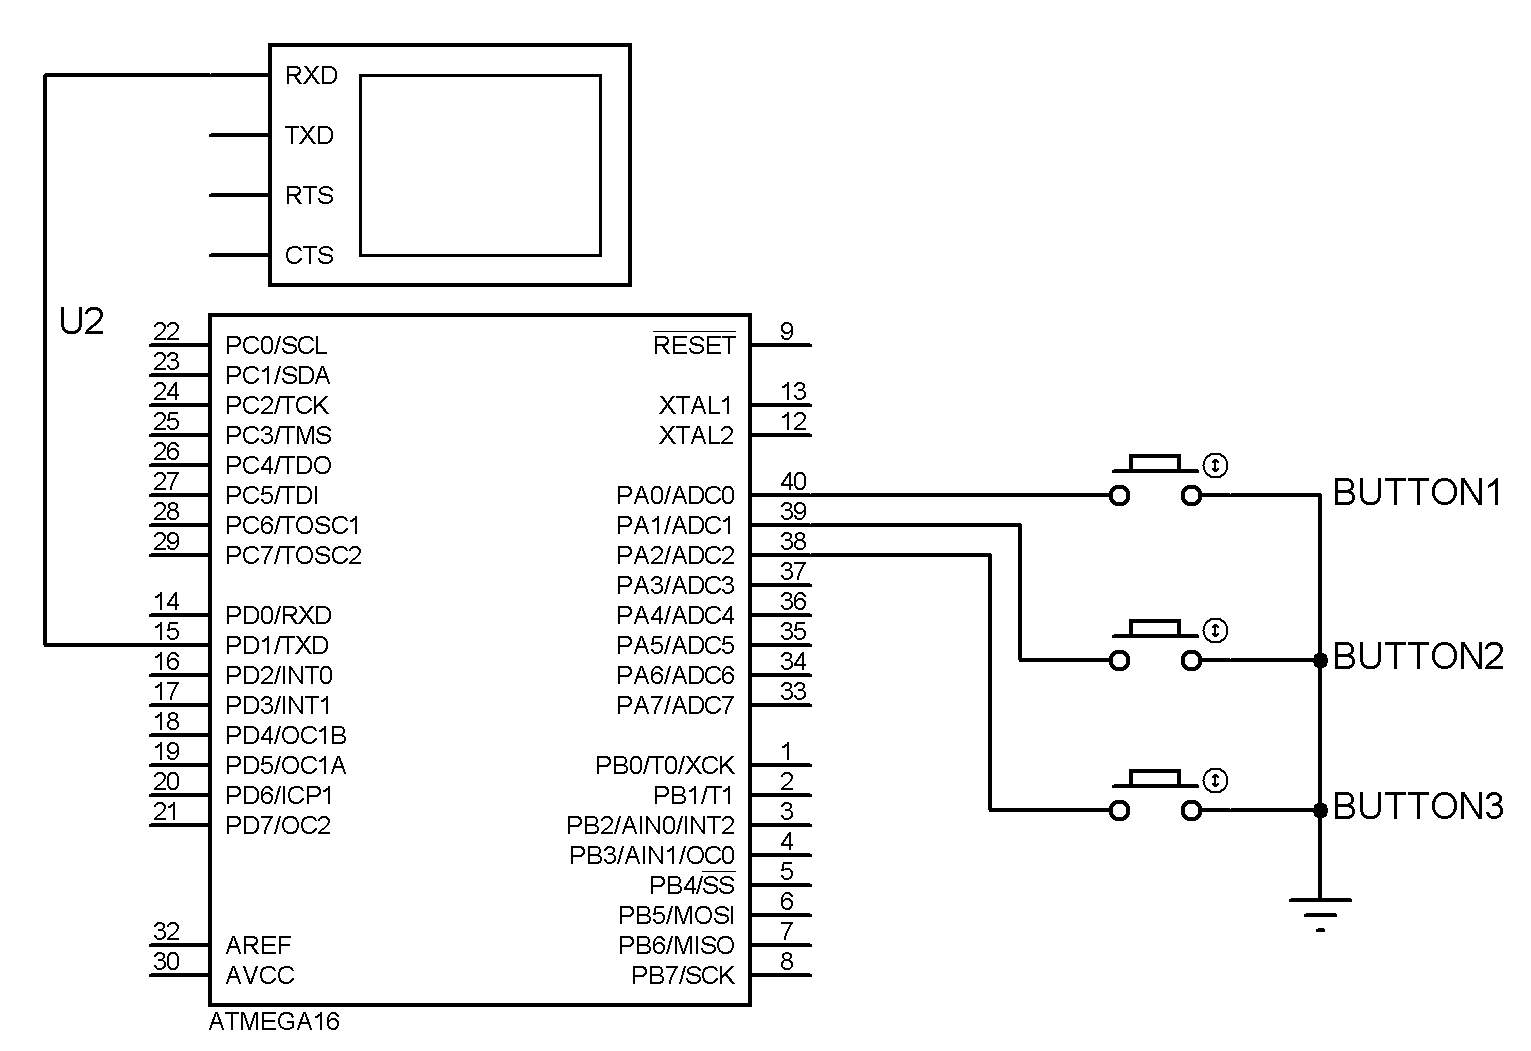 RXD
TXD
RTS
CTS
U2
22 PC0/SCL
23 PC1/SDA
24 PC2/TCK
25 PC3/TMS
26 PC4/TDO
27 PC5/TDI
28 PC6/TOSC1
29 PC7/TOSC2
14 PD0/RXD
15 PD1/TXD
16 PD2/INT0
17 PD3/INT1
18 PD4/OC1B
19 PD5/OC1A
20 PD6/ICP1
21 PD7/OC2
32 AREF
30 AVCC
RESET 9
XTAL1 13
XTAL2 12
PA0/ADC0 40
PA1/ADC1 39
PA2/ADC2 38
PA3/ADC3 37
PA4/ADC4 36
PA5/ADC5 35
PA6/ADC6 34
PA7/ADC7 33
PB0/T0/XCK 1
PB1/T1 2
PB2/AIN0/INT2 3
PB3/AIN1/OC0 4
PB4/SS 5
PB5/MOSI 6
PB6/MISO 7
PB7/SCK 8
ATMEGA16
BUTTON1
BUTTON2
BUTTON3